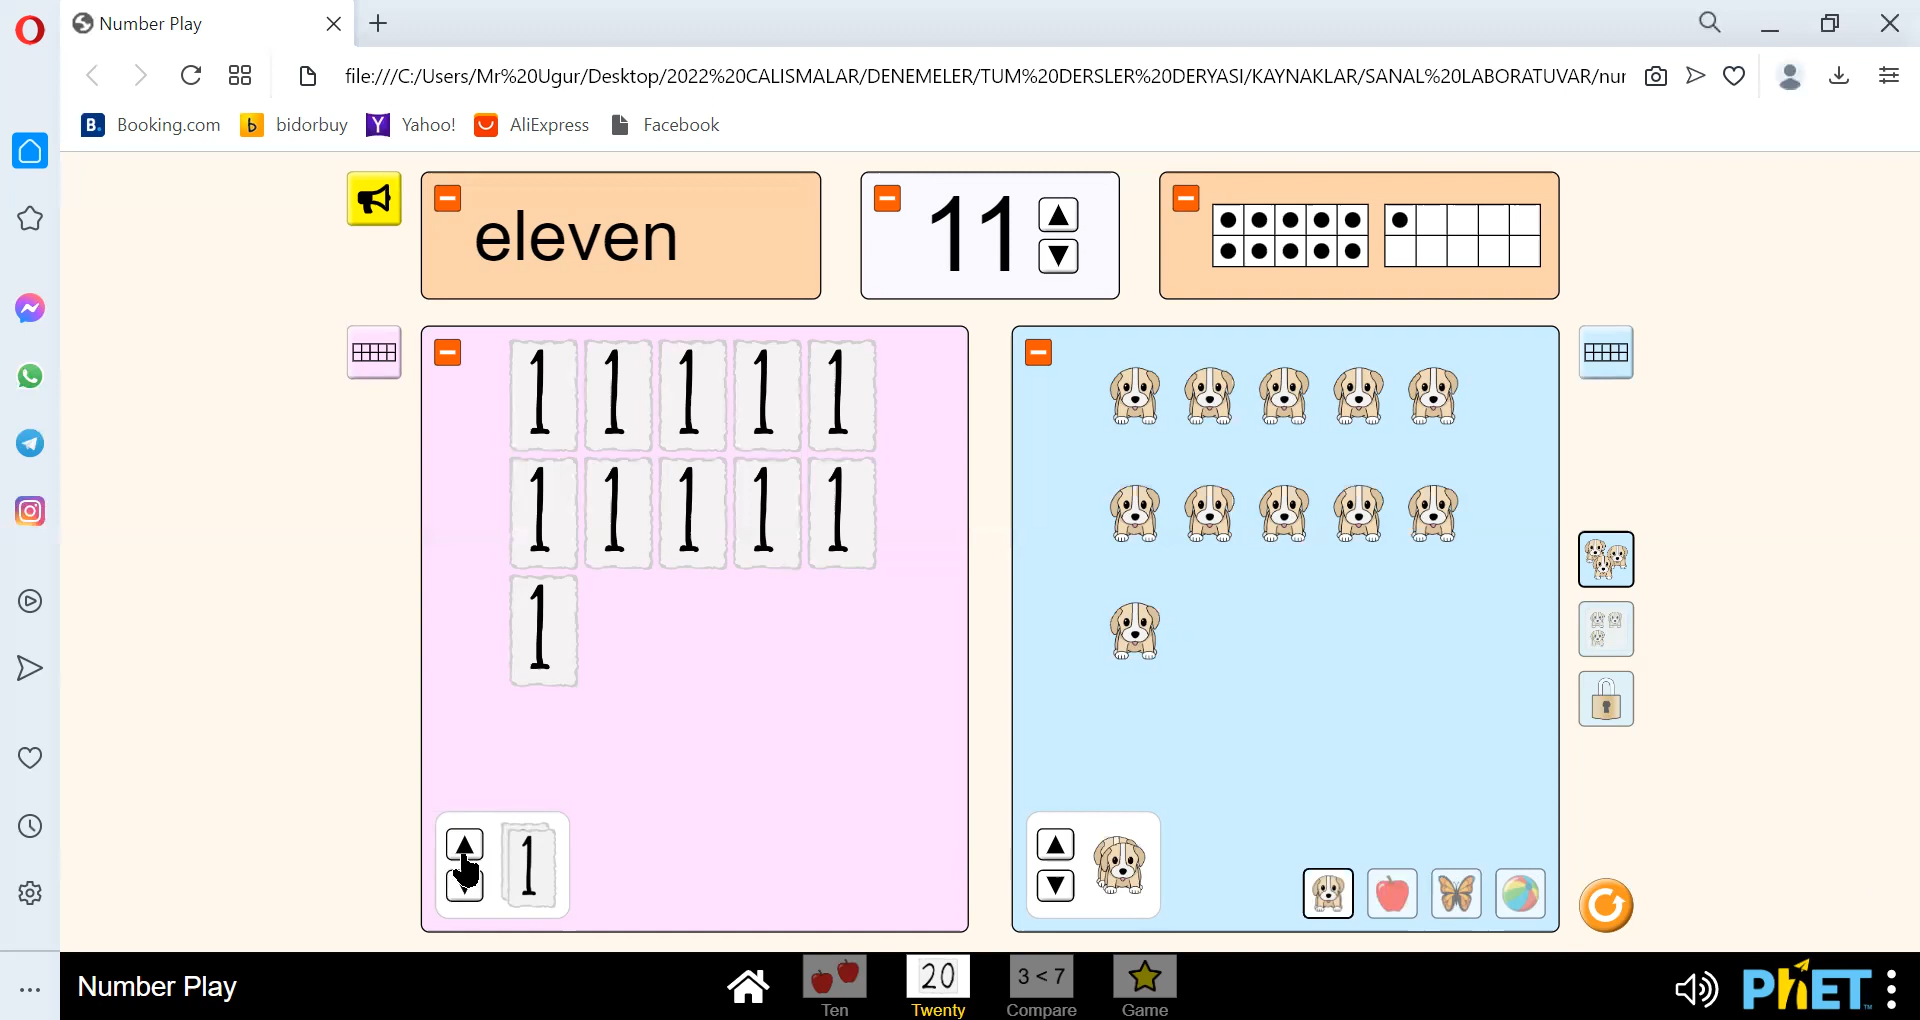 Number Play
file:///C:/Users/Mr%20Ugur/Desktop/2022%20CALISMALAR/DENEMELER/TUM%20DERSLER%20DERYASI/KAYNAKLAR/SANAL%20LABORATUVAR/nur
B. Booking.com b bidorbuy Y Yahoo! AliExpress Facebook
eleven
11
1 1 1 1 1
1 1 1 1 1
1
1
Number Play
20
3 < 7
Ten
Twenty
Compare
Game
PhET